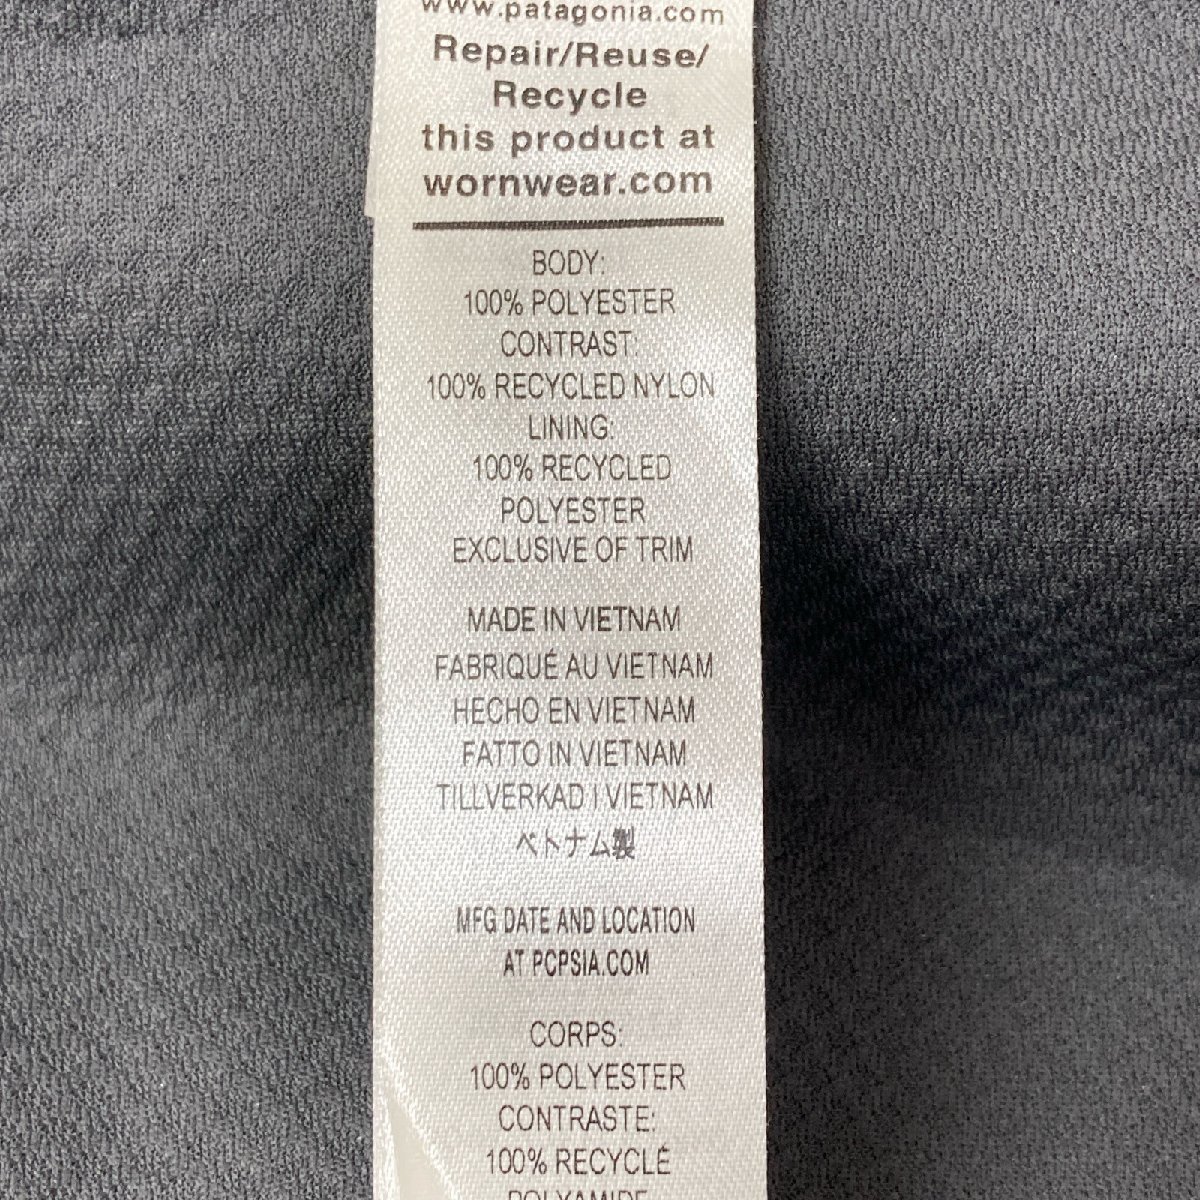 www.patagonia.com
Repair/Reuse/
Recycle
this product at
wornwear.com
BODY:
100% POLYESTER
CONTRAST:
100% RECYCLED NYLON
LINING:
100% RECYCLED
POLYESTER
EXCLUSIVE OF TRIM
MADE IN VIETNAM
FABRIQUÉ AU VIETNAM
HECHO EN VIETNAM
FATTO IN VIETNAM
TILLVERKAD I VIETNAM
ベトナム製
MFG DATE AND LOCATION
AT PCPSIA.COM
CORPS:
100% POLYESTER
CONTRASTE:
100% RECYCLÉ
POLYAMIDE